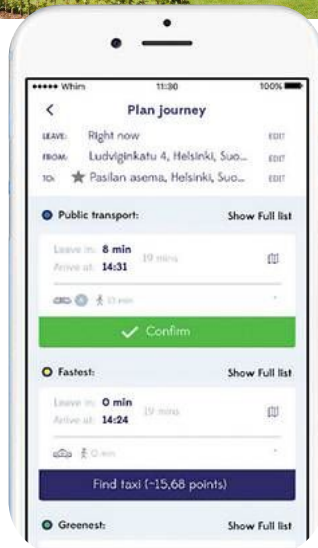 Whim 11:30 100%
Plan journey
LEAVE: Right now EDIT
FROM: Ludviginkatu 4, Helsinki, Suo... EDIT
TO: Pasilan asema, Helsinki, Suo... EDIT
Public transport: Show Full list
Leave in: 8 min
19 mins
Arrive at: 14:31
min
Confirm
Fastest: Show Full list
Leave in: 0 min
19 mins
Arrive at: 14:24
0 min
Find taxi (-15,68 points)
Greenest: Show Full list